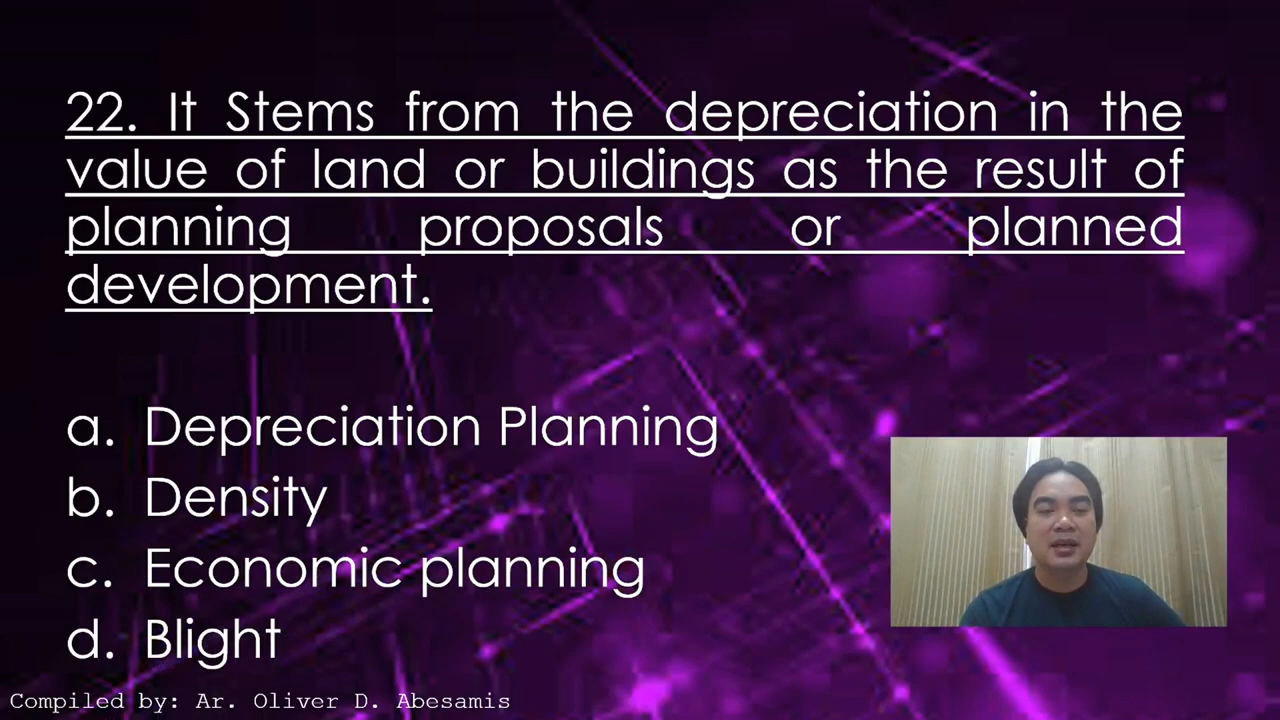 22. It Stems from the depreciation in the
value of land or buildings as the result of
planning proposals or planned
development.
a. Depreciation Planning
b. Density
c. Economic planning
d. Blight
Compiled by: Ar. Oliver D. Abesamis